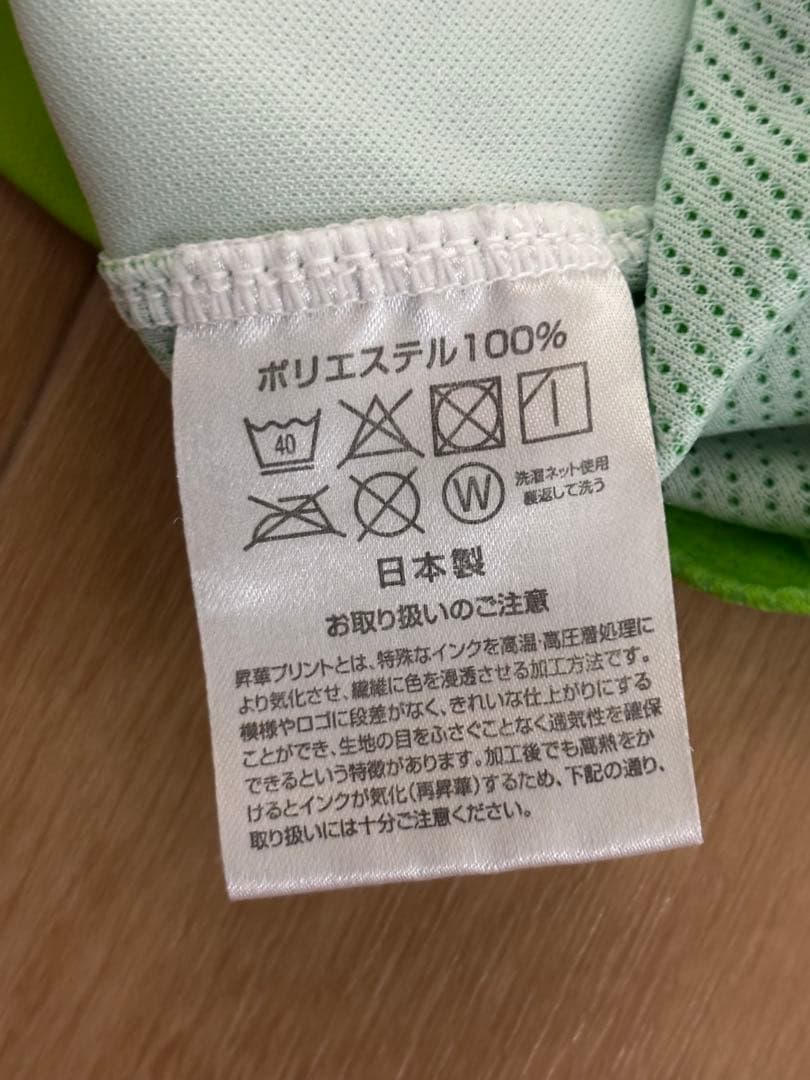 ポリエステル100%
40
W
洗濯ネット使用
裏返して洗う
日本製
お取り扱いのご注意
昇華プリントとは、特殊なインクを高温・高圧着処理に
より気化させ、繊維に色を浸透させる加工方法です。
模様やロゴに段差がなく、きれいな仕上がりにする
ことができ、生地の目をふさぐことなく通気性を確保
できるという特徴があります。加工後でも高熱をか
けるとインクが気化(再昇華)するため、下記の通り、
取り扱いには十分ご注意ください。